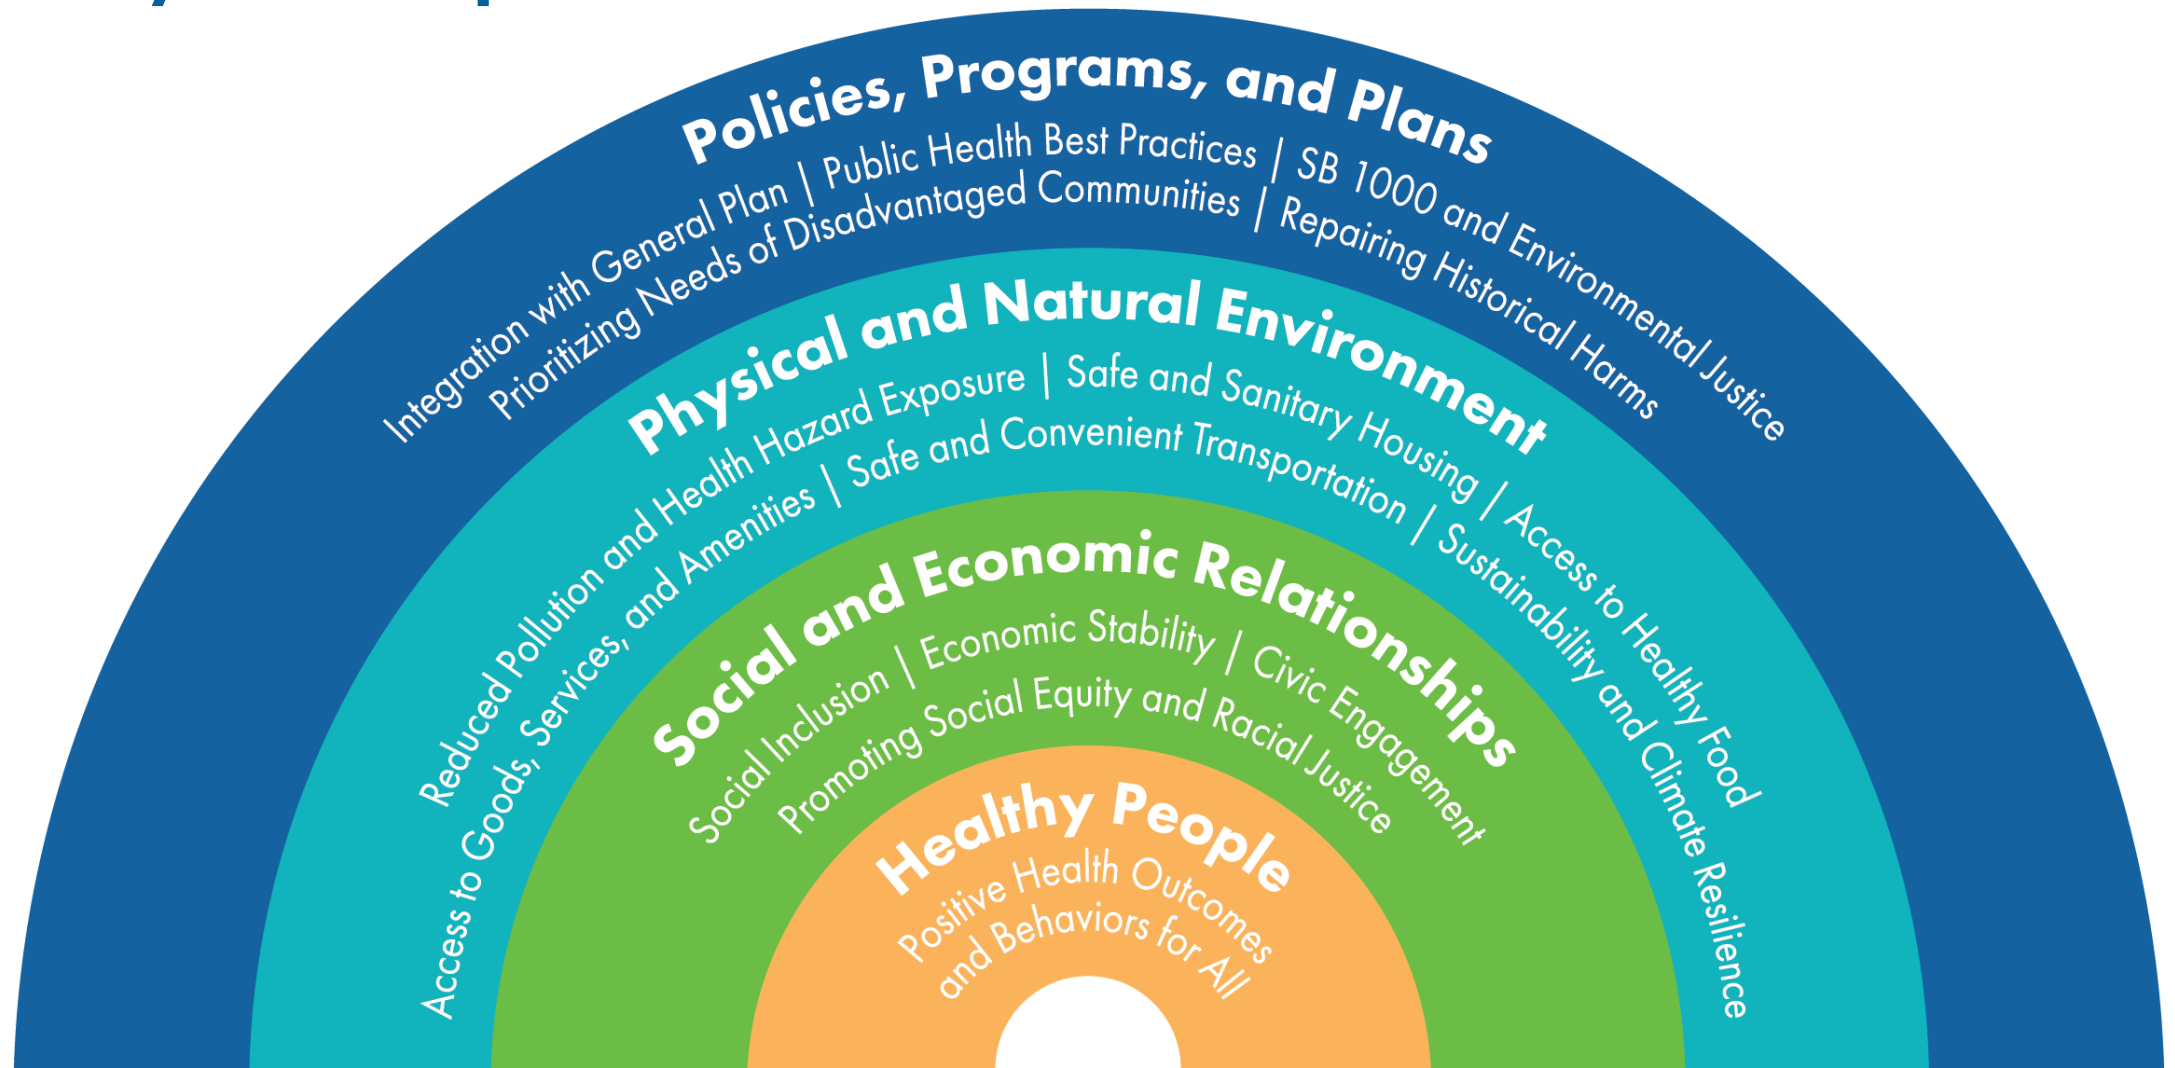 Policies, Programs, and Plans
Integration with General Plan | Public Health Best Practices | SB 1000 and Environmental Justice
Prioritizing Needs of Disadvantaged Communities | Repairing Historical Harms
Physical and Natural Environment
Reduced Pollution and Health Hazard Exposure | Safe and Sanitary Housing | Access to Healthy Food
Access to Goods, Services, and Amenities | Safe and Convenient Transportation | Sustainability and Climate Resilience
Social and Economic Relationships
Social Inclusion | Economic Stability | Civic Engagement
Promoting Social Equity and Racial Justice
Healthy People
Positive Health Outcomes
and Behaviors for All